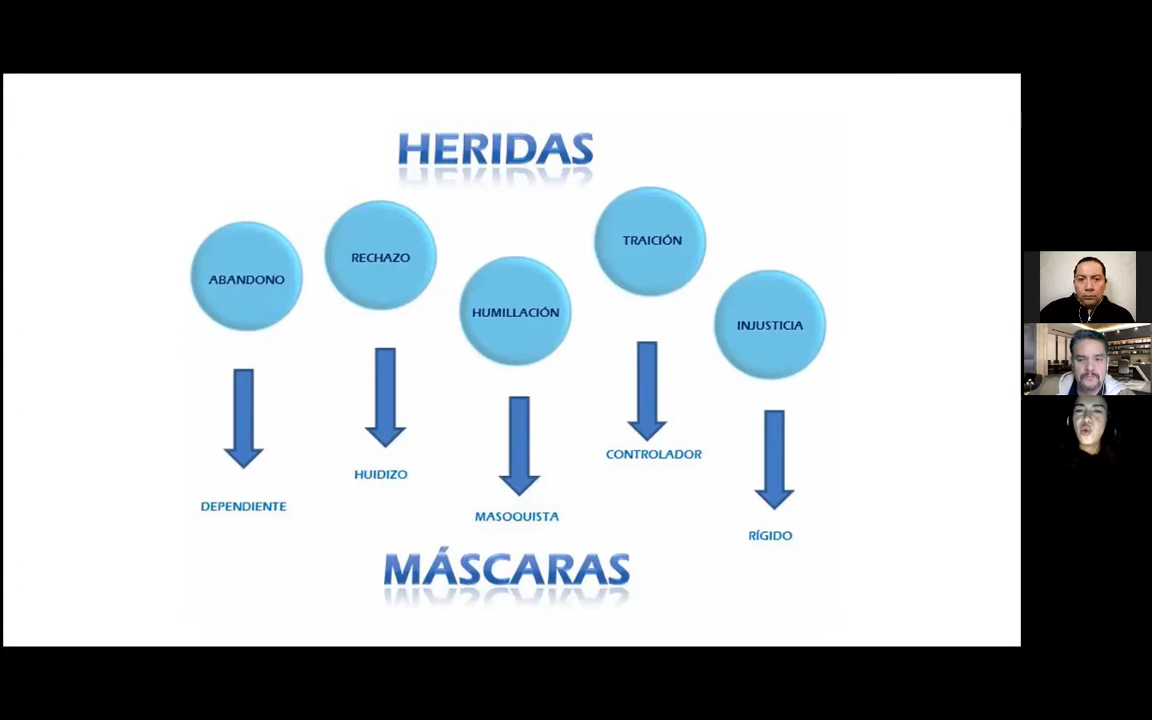 HERIDAS
ABANDONO
RECHAZO
HUMILLACIÓN
TRAICIÓN
INJUSTICIA
DEPENDIENTE
HUIDIZO
MASOQUISTA
CONTROLADOR
RÍGIDO
MÁSCARAS